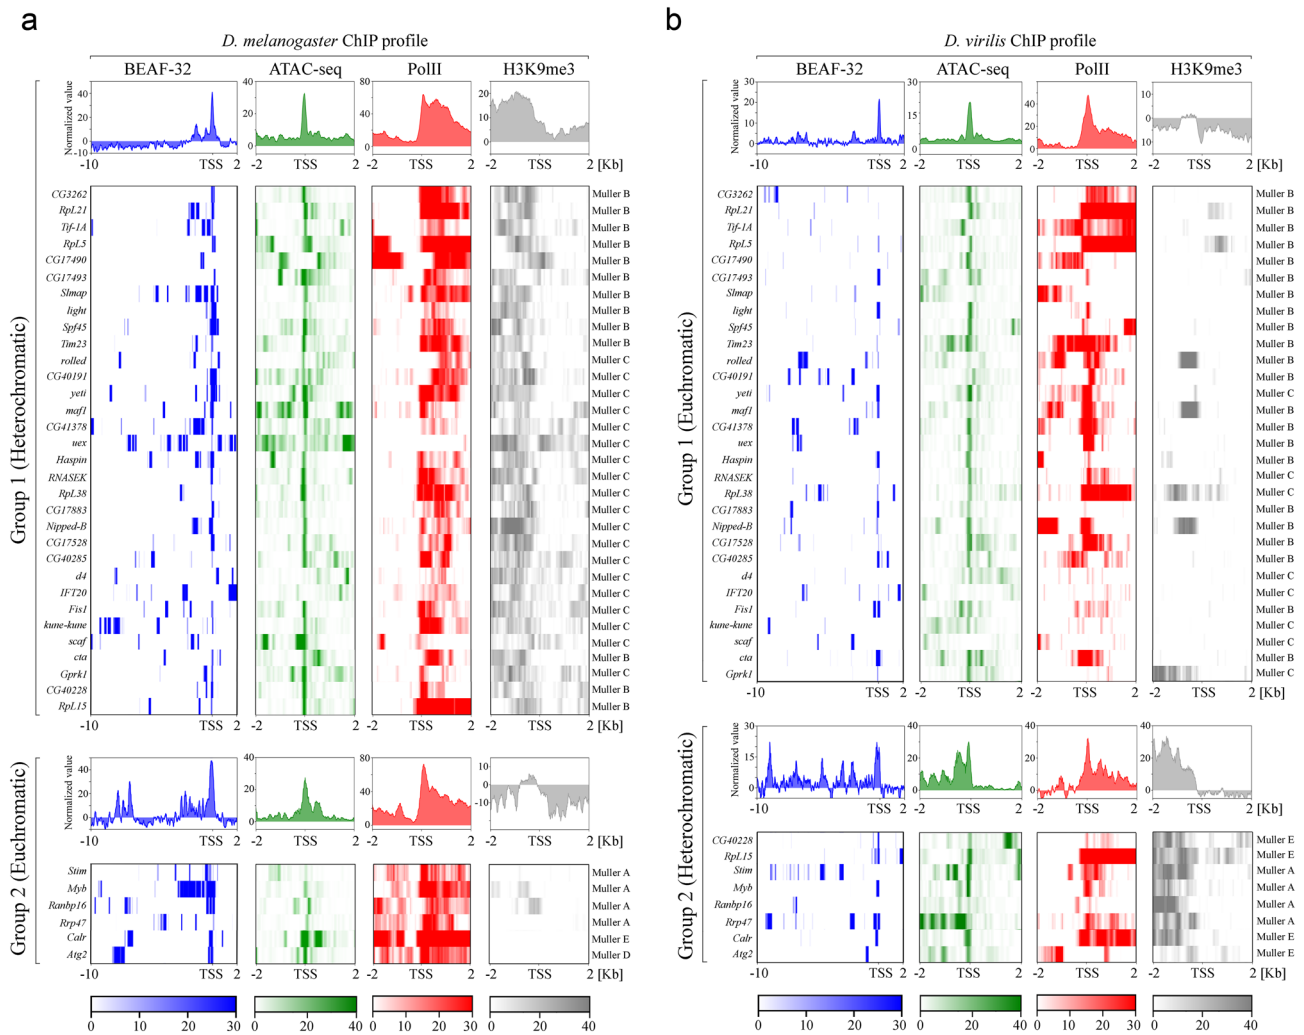 a
D. melanogaster ChIP profile
BEAF-32 ATAC-seq PolII H3K9me3
Normalized value
40 30 20 10 0 -10
40 20 0
80 40 0
20 10 0
-10 TSS 2 -2 TSS 2 -2 TSS 2 -2 TSS 2 [Kb]
Group 1 (Heterochromatic)
CG3262 Muller B
RpL21 Muller B
Tif-1A Muller B
RpL5 Muller B
CG17490 Muller B
CG17493 Muller B
Slmap Muller B
light Muller B
Spf45 Muller B
Tim23 Muller B
rolled Muller C
CG40191 Muller C
yeti Muller C
maf1 Muller C
CG41378 Muller C
uex Muller C
Haspin Muller C
RNASEK Muller C
RpL38 Muller C
CG17883 Muller C
Nipped-B Muller C
CG17528 Muller C
CG40285 Muller C
d4 Muller C
IFT20 Muller C
Fis1 Muller C
kune-kune Muller C
scaf Muller C
cta Muller B
Gprk1 Muller C
CG40228 Muller B
RpL15 Muller B
-10 TSS 2 -2 TSS 2 -2 TSS 2 -2 TSS 2 [Kb]
Group 2 (Euchromatic)
Normalized value
40 20 0
40 20 0
80 40 0
10 0 -10
-10 TSS 2 -2 TSS 2 -2 TSS 2 -2 TSS 2 [Kb]
Stim Muller A
Myb Muller A
Ranbp16 Muller A
Rrp47 Muller A
Calr Muller E
Atg2 Muller D
-10 TSS 2 -2 TSS 2 -2 TSS 2 -2 TSS 2 [Kb]
0 10 20 30 0 20 40 0 10 20 30 0 20 40
b
D. virilis ChIP profile
BEAF-32 ATAC-seq PolII H3K9me3
Normalized value
30 20 10 0
30 15 0
60 30 0
10 0 -10
-10 TSS 2 -2 TSS 2 -2 TSS 2 -2 TSS 2 [Kb]
Group 1 (Euchromatic)
CG3262 Muller B
RpL21 Muller B
Tif-1A Muller B
RpL5 Muller B
CG17490 Muller B
CG17493 Muller B
Slmap Muller B
light Muller B
Spf45 Muller B
Tim23 Muller B
rolled Muller B
CG40191 Muller B
yeti Muller C
maf1 Muller B
CG41378 Muller B
uex Muller B
Haspin Muller B
RNASEK Muller C
RpL38 Muller C
CG17883 Muller C
Nipped-B Muller B
CG17528 Muller B
CG40285 Muller B
d4 Muller C
IFT20 Muller C
Fis1 Muller B
kune-kune Muller C
scaf Muller C
cta Muller B
Gprk1 Muller C
-10 TSS 2 -2 TSS 2 -2 TSS 2 -2 TSS 2 [Kb]
Group 2 (Heterochromatic)
Normalized value
30 15 0
40 20 0
60 30 0
40 20 0
-10 TSS 2 -2 TSS 2 -2 TSS 2 -2 TSS 2 [Kb]
CG40228 Muller E
RpL15 Muller E
Stim Muller A
Myb Muller A
Ranbp16 Muller A
Rrp47 Muller A
Calr Muller E
Atg2 Muller E
-10 TSS 2 -2 TSS 2 -2 TSS 2 -2 TSS 2 [Kb]
0 10 20 30 0 20 40 0 10 20 30 0 20 40